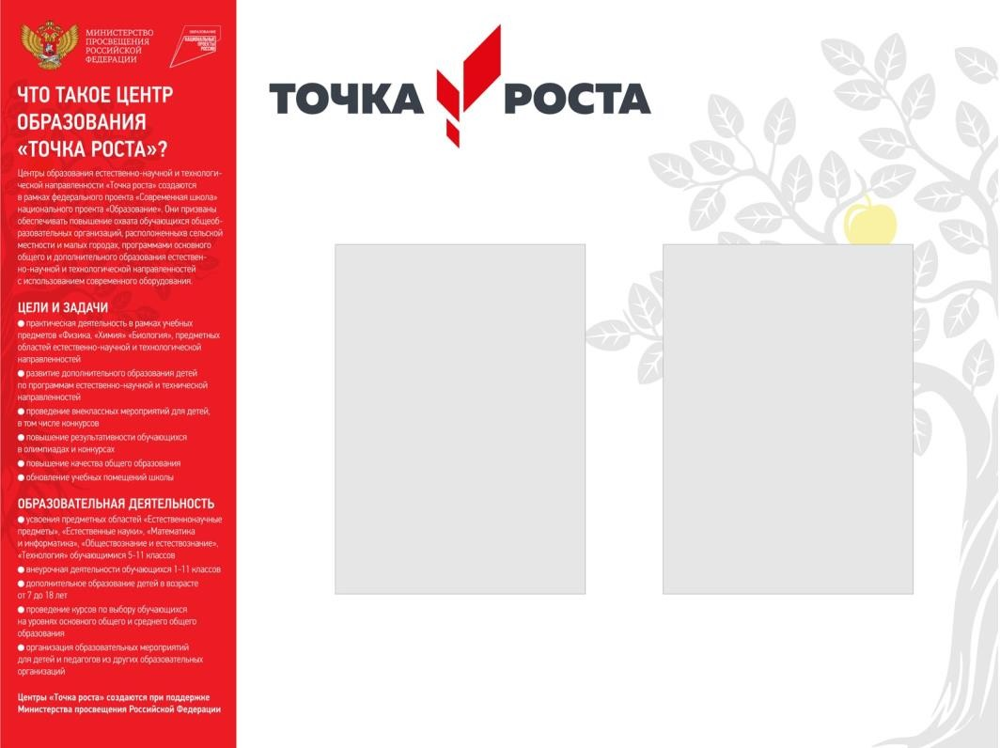 МИНИСТЕРСТВО
ПРОСВЕЩЕНИЯ
РОССИЙСКОЙ
ФЕДЕРАЦИИ
ОБРАЗОВАНИЕ
НАЦИОНАЛЬНЫЕ
ПРОЕКТЫ
РОССИИ
ЧТО ТАКОЕ ЦЕНТР
ОБРАЗОВАНИЯ
«ТОЧКА РОСТА»?
Центры образования естественно-научной и технологи-
ческой направленности «Точка роста» создаются
в рамках федерального проекта «Современная школа»
национального проекта «Образование». Они призваны
обеспечивать повышение охвата обучающихся общеоб-
разовательных организаций, расположенныхв сельской
местности и малых городах, программами основного
общего и дополнительного образования естествен-
но-научной и технологической направленностей
с использованием современного оборудования.
ЦЕЛИ И ЗАДАЧИ
● практическая деятельность в рамках учебных
предметов «Физика, «Химия» «Биология», предметных
областей естественно-научной и технологической
направленностей
● развитие дополнительного образования детей
по программам естественно-научной и технической
направленностей
● проведение внеклассных мероприятий для детей,
в том числе конкурсов
● повышение результативности обучающихся
в олимпиадах и конкурсах
● повышение качества общего образования
● обновление учебных помещений школы
ОБРАЗОВАТЕЛЬНАЯ ДЕЯТЕЛЬНОСТЬ
● усвоения предметных областей «Естественнонаучные
предметы», «Естественные науки», «Математика
и информатика», «Обществознание и естествознание»,
«Технология» обучающимися 5-11 классов
● внеурочная деятельности обучающихся 1-11 классов
● дополнительное образование детей в возрасте
от 7 до 18 лет
● проведение курсов по выбору обучающихся
на уровнях основного общего и среднего общего
образования
● организация образовательных мероприятий
для детей и педагогов из других образовательных
организаций
Центры «Точка роста» создаются при поддержке
Министерства просвещения Российской Федерации
ТОЧКА РОСТА